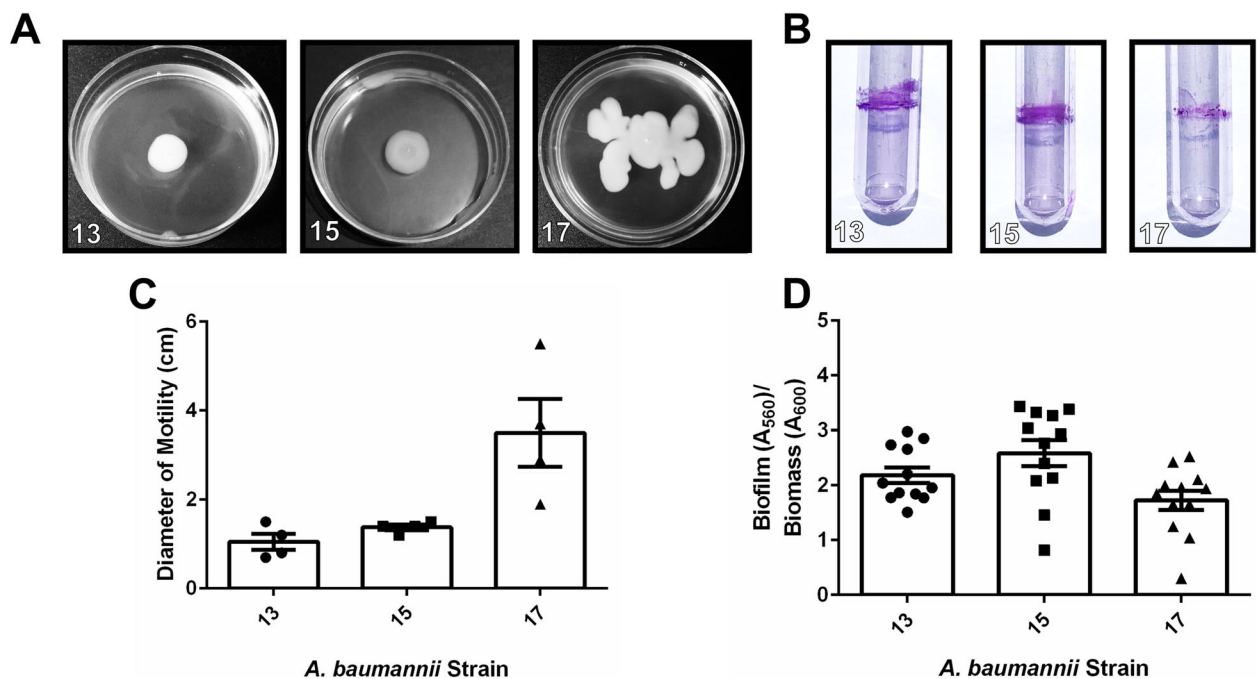 A
B
13
15
17
13
15
17
C
D
Diameter of Motility (cm)
6
4
2
0
13
15
17
A. baumannii Strain
Biofilm (A560)/
Biomass (A600)
5
4
3
2
1
0
13
15
17
A. baumannii Strain